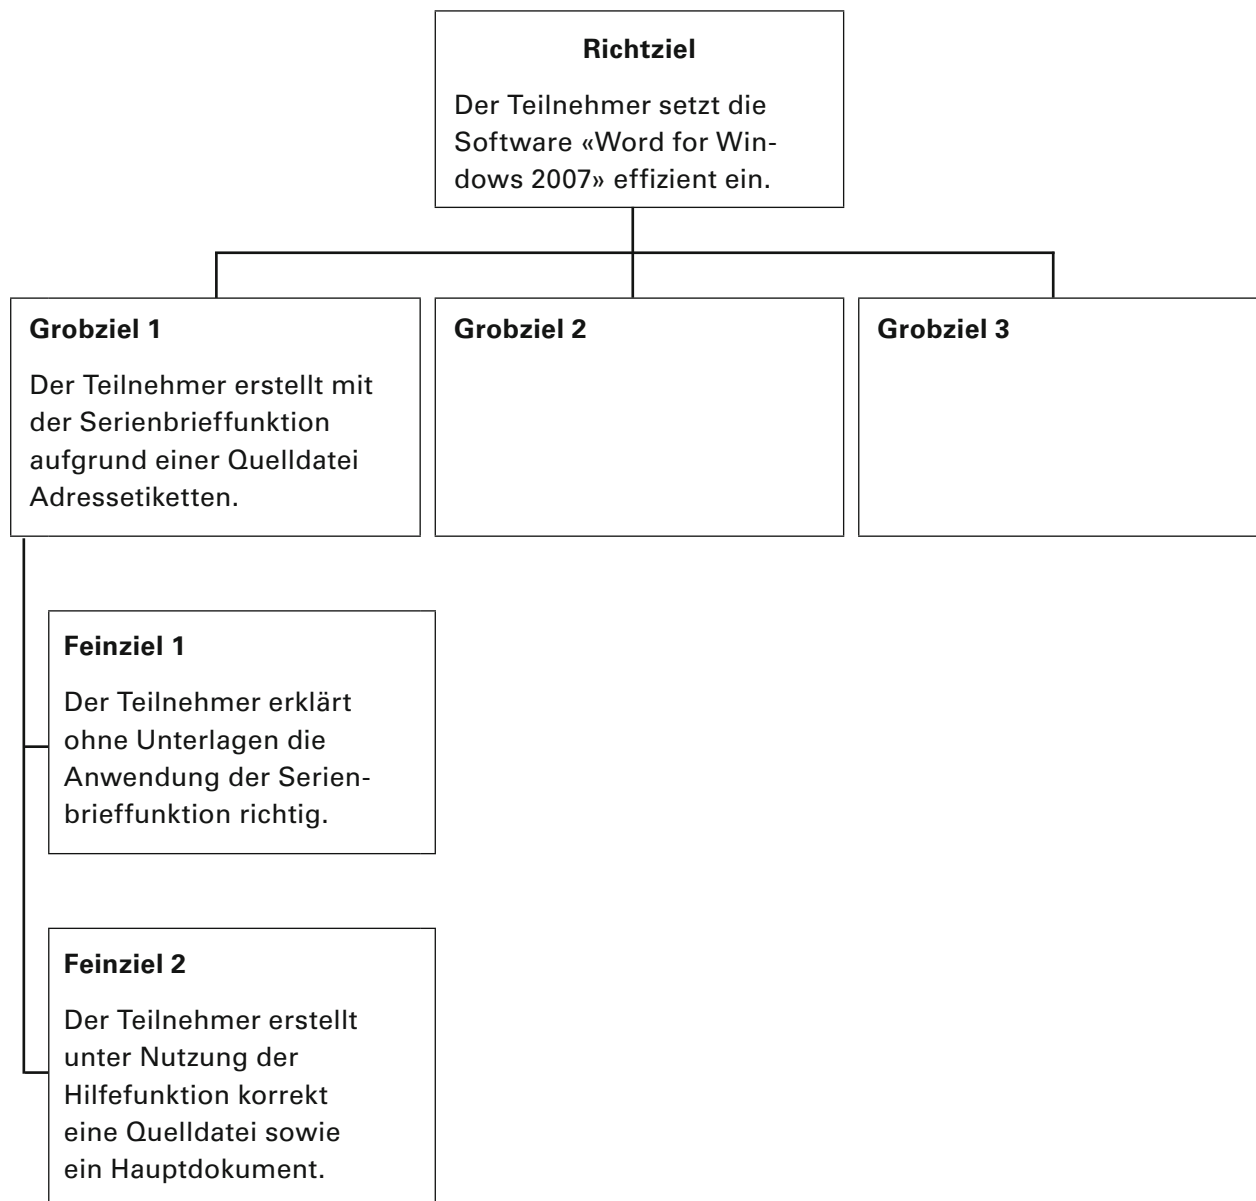 Richtziel
Der Teilnehmer setzt die
Software «Word for Win-
dows 2007» effizient ein.
Grobziel 1
Der Teilnehmer erstellt mit
der Serienbrieffunktion
aufgrund einer Quelldatei
Adressetiketten.
Grobziel 2
Grobziel 3
Feinziel 1
Der Teilnehmer erklärt
ohne Unterlagen die
Anwendung der Serien-
brieffunktion richtig.
Feinziel 2
Der Teilnehmer erstellt
unter Nutzung der
Hilfefunktion korrekt
eine Quelldatei sowie
ein Hauptdokument.